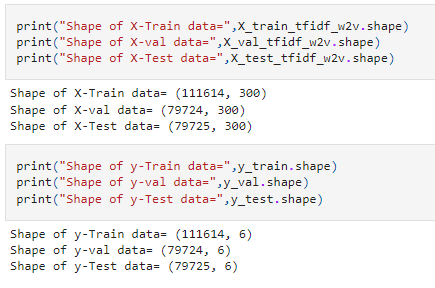 print("Shape of X-Train data=",X_train_tfidf_w2v.shape)
print("Shape of X-val data=",X_val_tfidf_w2v.shape)
print("Shape of X-Test data=",X_test_tfidf_w2v.shape)
Shape of X-Train data= (111614, 300)
Shape of X-val data= (79724, 300)
Shape of X-Test data= (79725, 300)
print("Shape of y-Train data=",y_train.shape)
print("Shape of y-val data=",y_val.shape)
print("Shape of y-Test data=",y_test.shape)
Shape of y-Train data= (111614, 6)
Shape of y-val data= (79724, 6)
Shape of y-Test data= (79725, 6)